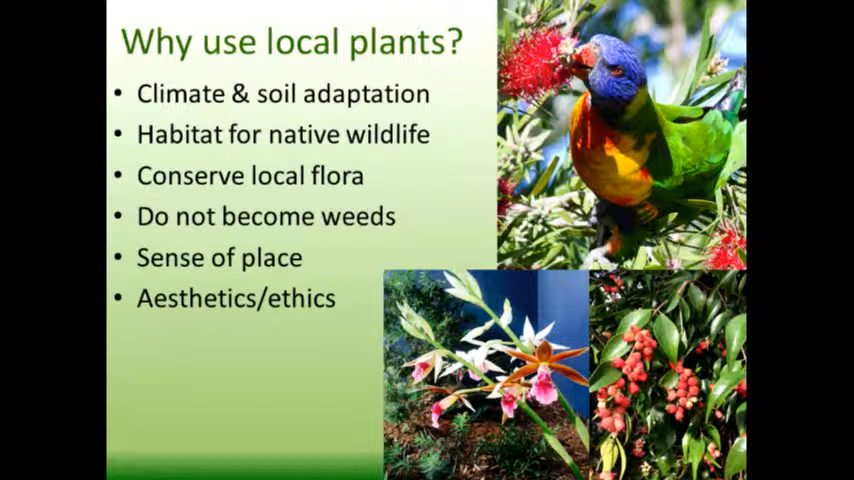 Why use local plants?
• Climate & soil adaptation
• Habitat for native wildlife
• Conserve local flora
• Do not become weeds
• Sense of place
• Aesthetics/ethics